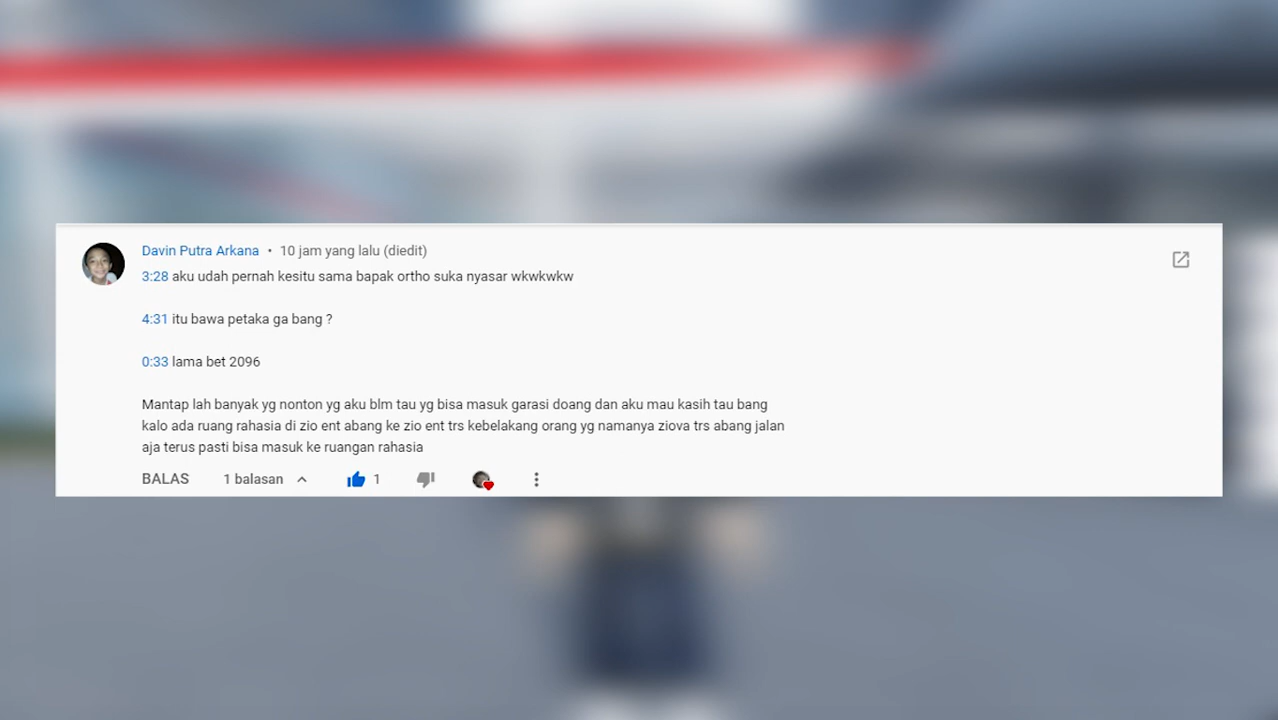 Davin Putra Arkana • 10 jam yang lalu (diedit)
3:28 aku udah pernah kesitu sama bapak ortho suka nyasar wkwkwkw
4:31 itu bawa petaka ga bang ?
0:33 lama bet 2096
Mantap lah banyak yg nonton yg aku blm tau yg bisa masuk garasi doang dan aku mau kasih tau bang
kalo ada ruang rahasia di zio ent abang ke zio ent trs kebelakang orang yg namanya ziova trs abang jalan
aja terus pasti bisa masuk ke ruangan rahasia
BALAS 1 balasan 1